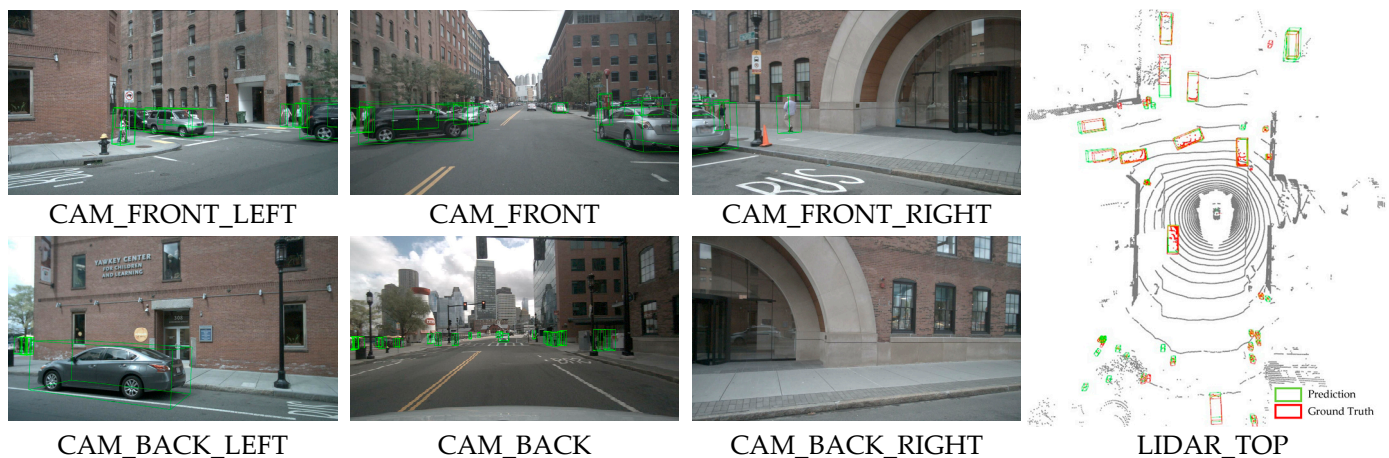 BUS
CAM_FRONT_LEFT
CAM_FRONT
CAM_FRONT_RIGHT
YAWKEY CENTER
FOR CHILDREN
AND LEARNING
CAM_BACK_LEFT
CAM_BACK
CAM_BACK_RIGHT
Prediction
Ground Truth
LIDAR_TOP